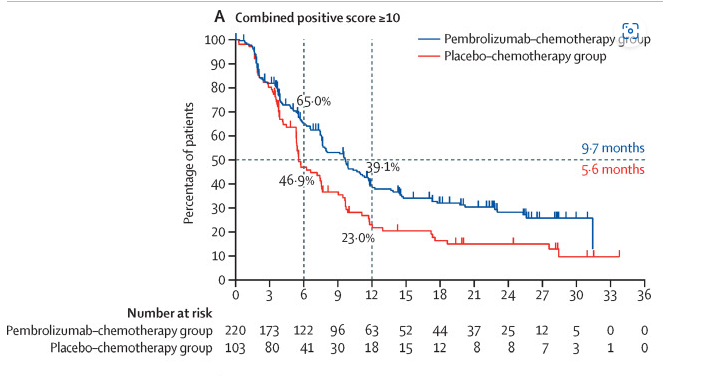 A Combined positive score ≥10
Pembrolizumab–chemotherapy group
Placebo–chemotherapy group
Percentage of patients
100
90
80
70
60
50
40
30
20
10
0
65·0%
46·9%
39·1%
23·0%
9·7 months
5·6 months
0 3 6 9 12 15 18 21 24 27 30 33 36
Number at risk
Pembrolizumab–chemotherapy group 220 173 122 96 63 52 44 37 25 12 5 0 0
Placebo–chemotherapy group 103 80 41 30 18 15 12 8 8 7 3 1 0